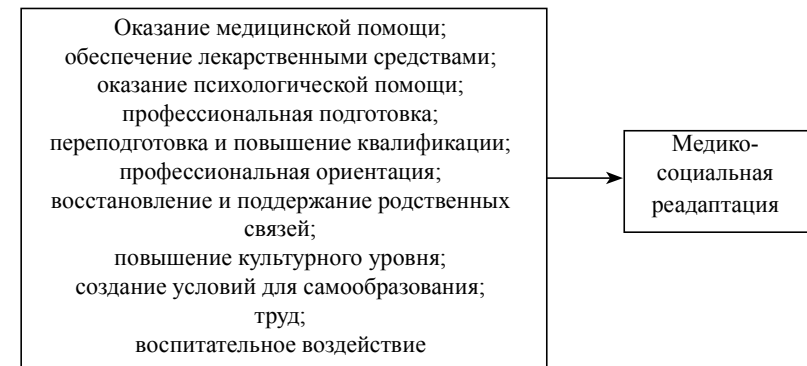 Оказание медицинской помощи;
обеспечение лекарственными средствами;
оказание психологической помощи;
профессиональная подготовка;
переподготовка и повышение квалификации;
профессиональная ориентация;
восстановление и поддержание родственных
связей;
повышение культурного уровня;
создание условий для самообразования;
труд;
воспитательное воздействие
Медико-
социальная
реадаптация